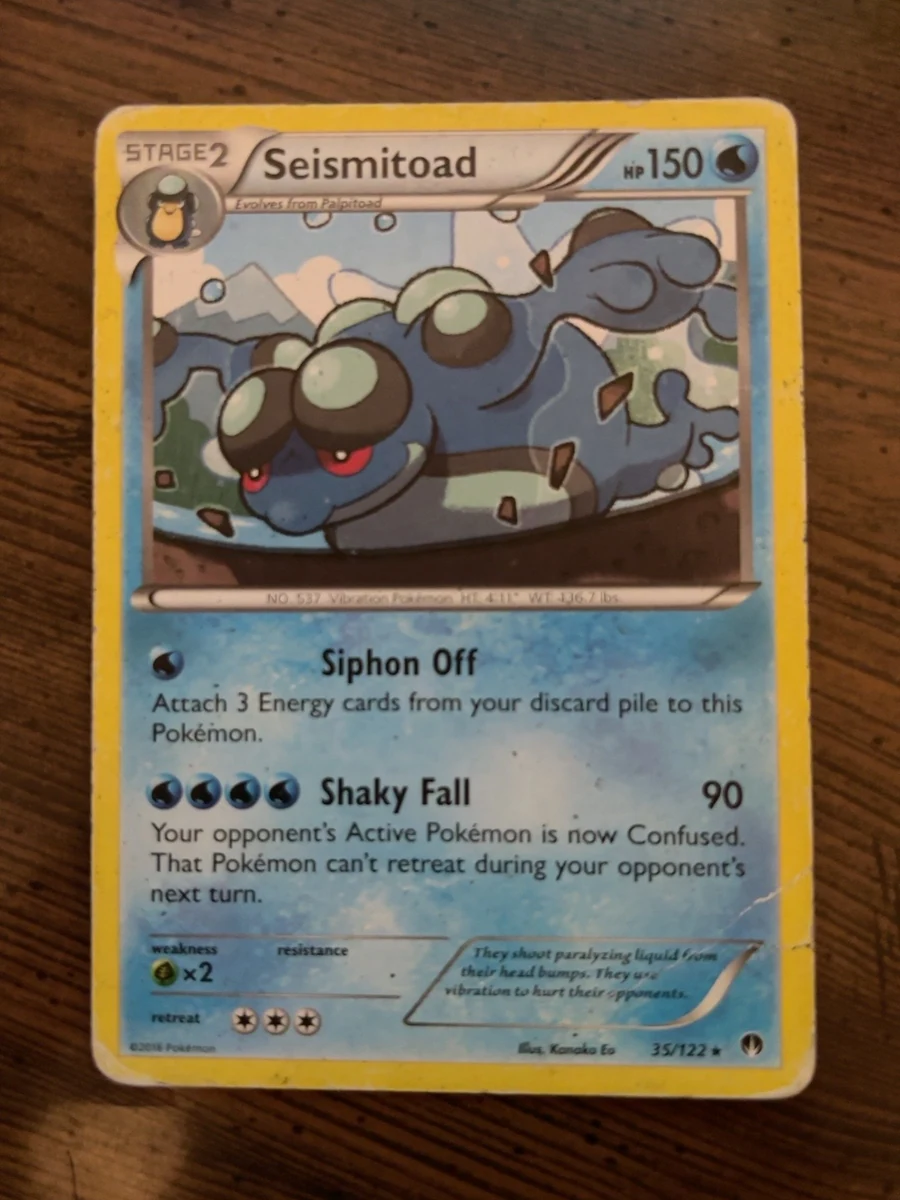 STAGE2
Seismitoad
HP150
Evolves from Palpitoad
NO. 537 Vibration Pokémon HT. 4'11" WT. 136.7 lbs.
Siphon Off
Attach 3 Energy cards from your discard pile to this
Pokémon.
Shaky Fall 90
Your opponent's Active Pokémon is now Confused.
That Pokémon can't retreat during your opponent's
next turn.
weakness resistance
×2
They shoot paralyzing liquid from
their head bumps. They use
vibration to hurt their opponents.
retreat
©2016 Pokémon
Illus. Kanako Eo
35/122 ★